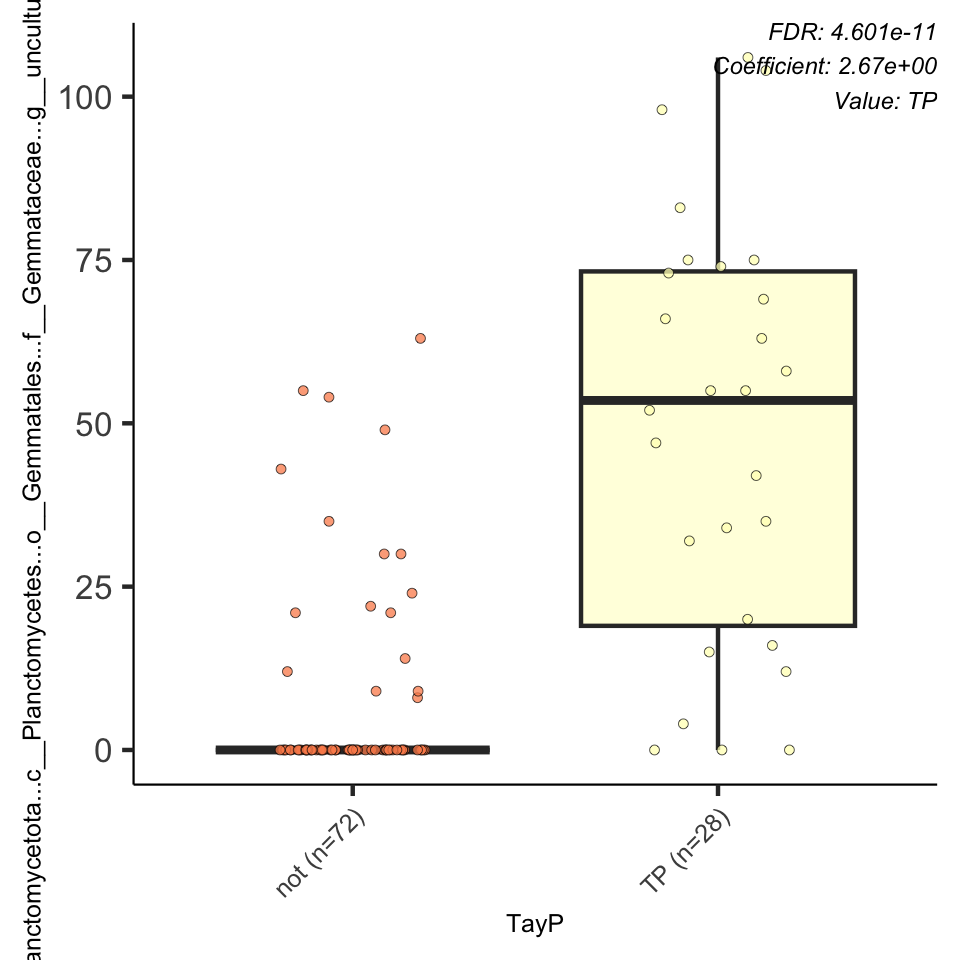 FDR: 4.601e-11
Coefficient: 2.67e+00
Value: TP
anctomycetota...c__Planctomycetes...o__Gemmatales...f__Gemmataceae...g__uncultu
100
75
50
25
0
not (n=72)
TP (n=28)
TayP